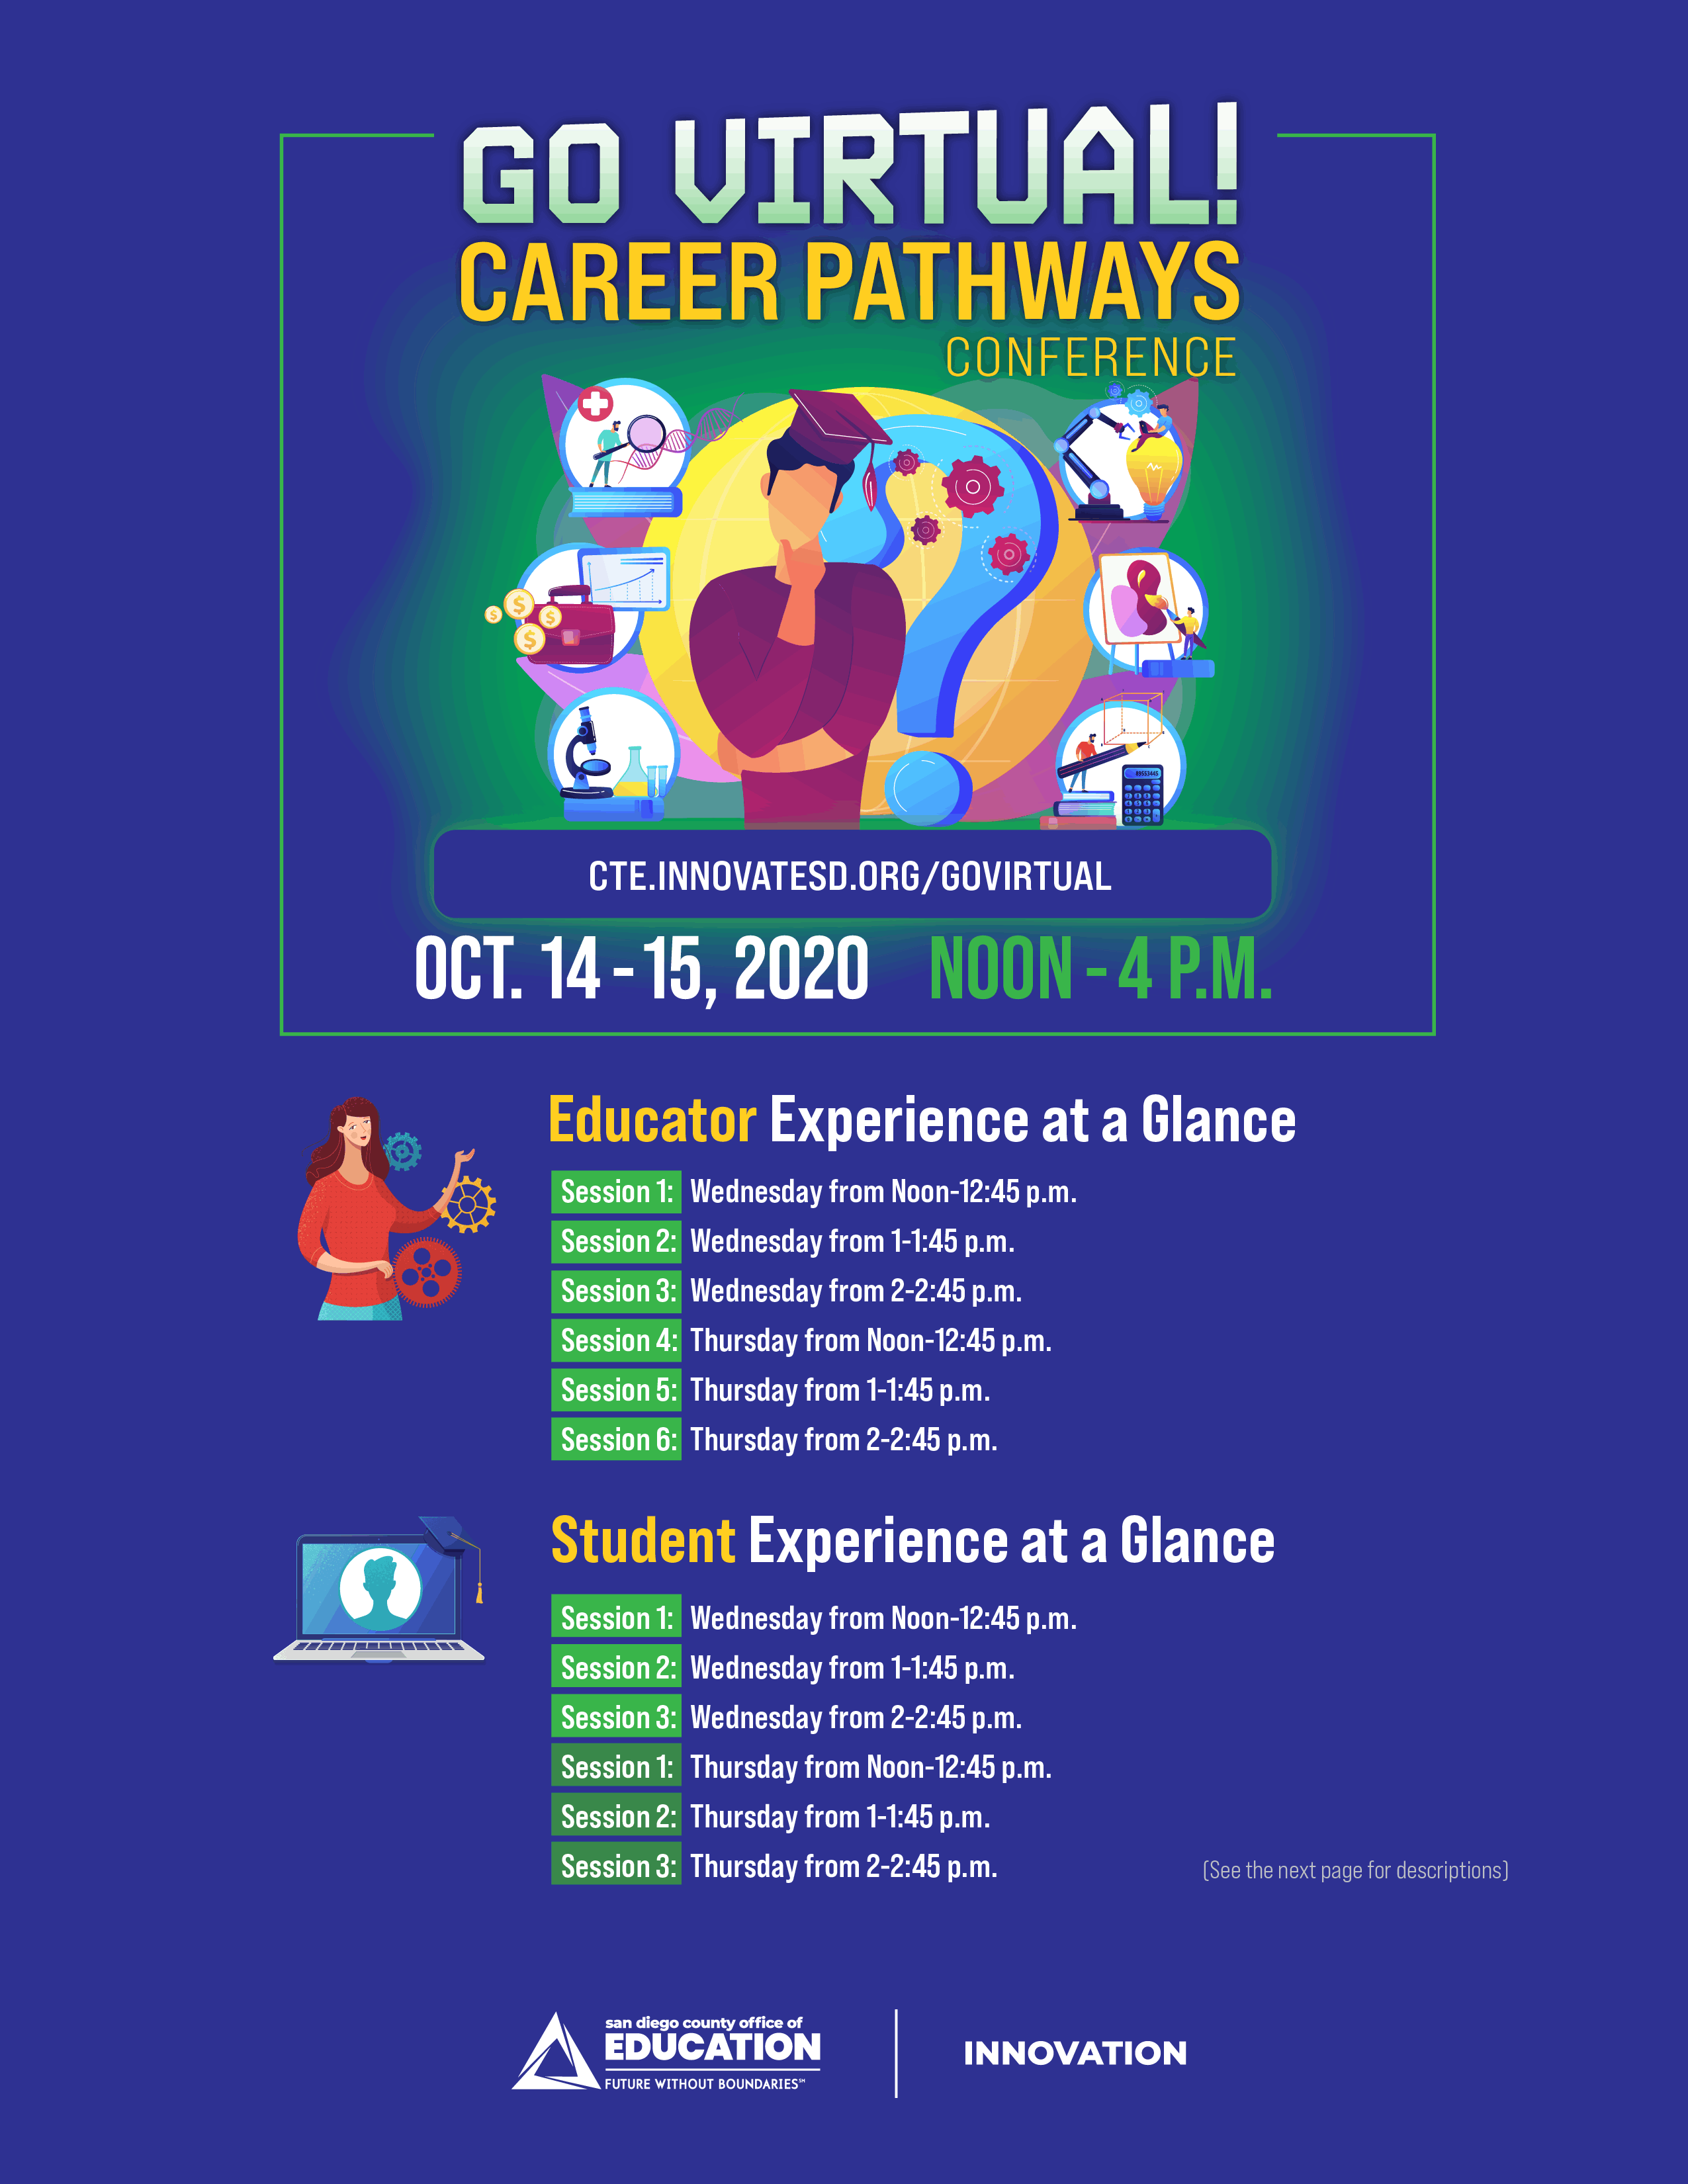 GO VIRTUAL!
CAREER PATHWAYS
CONFERENCE
CTE.INNOVATESD.ORG/GOVIRTUAL
OCT. 14 - 15, 2020 NOON - 4 P.M.
Educator Experience at a Glance
Session 1: Wednesday from Noon-12:45 p.m.
Session 2: Wednesday from 1-1:45 p.m.
Session 3: Wednesday from 2-2:45 p.m.
Session 4: Thursday from Noon-12:45 p.m.
Session 5: Thursday from 1-1:45 p.m.
Session 6: Thursday from 2-2:45 p.m.
Student Experience at a Glance
Session 1: Wednesday from Noon-12:45 p.m.
Session 2: Wednesday from 1-1:45 p.m.
Session 3: Wednesday from 2-2:45 p.m.
Session 1: Thursday from Noon-12:45 p.m.
Session 2: Thursday from 1-1:45 p.m.
Session 3: Thursday from 2-2:45 p.m.
(See the next page for descriptions)
san diego county office of
EDUCATION
FUTURE WITHOUT BOUNDARIES℠
INNOVATION